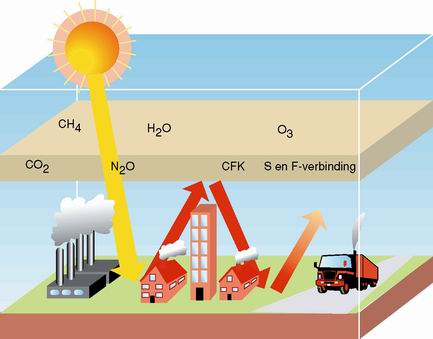 CH4
H2O
O3
CO2
N2O
CFK
S en F-verbinding